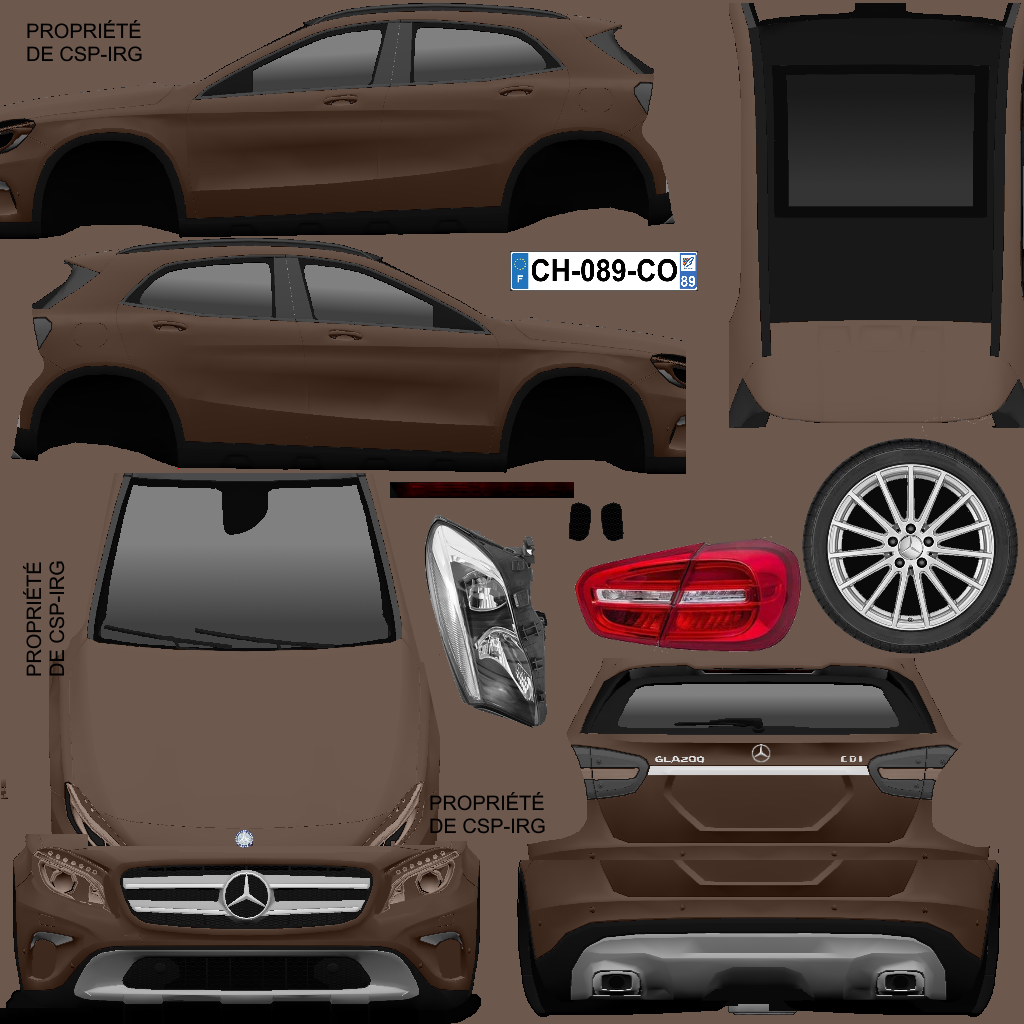 PROPRIÉTÉ
DE CSP-IRG
F CH-089-CO 89
PROPRIÉTÉ
DE CSP-IRG
GLA200 CDI
PROPRIÉTÉ
DE CSP-IRG